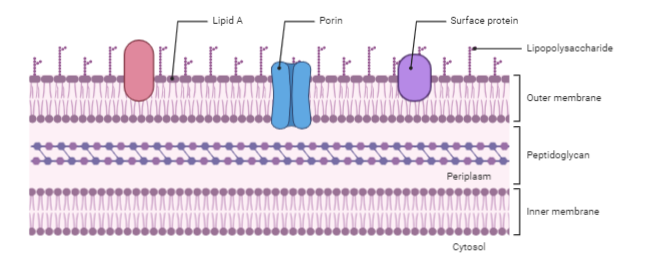 Lipid A
Porin
Surface protein
Lipopolysaccharide
Outer membrane
Peptidoglycan
Periplasm
Inner membrane
Cytosol